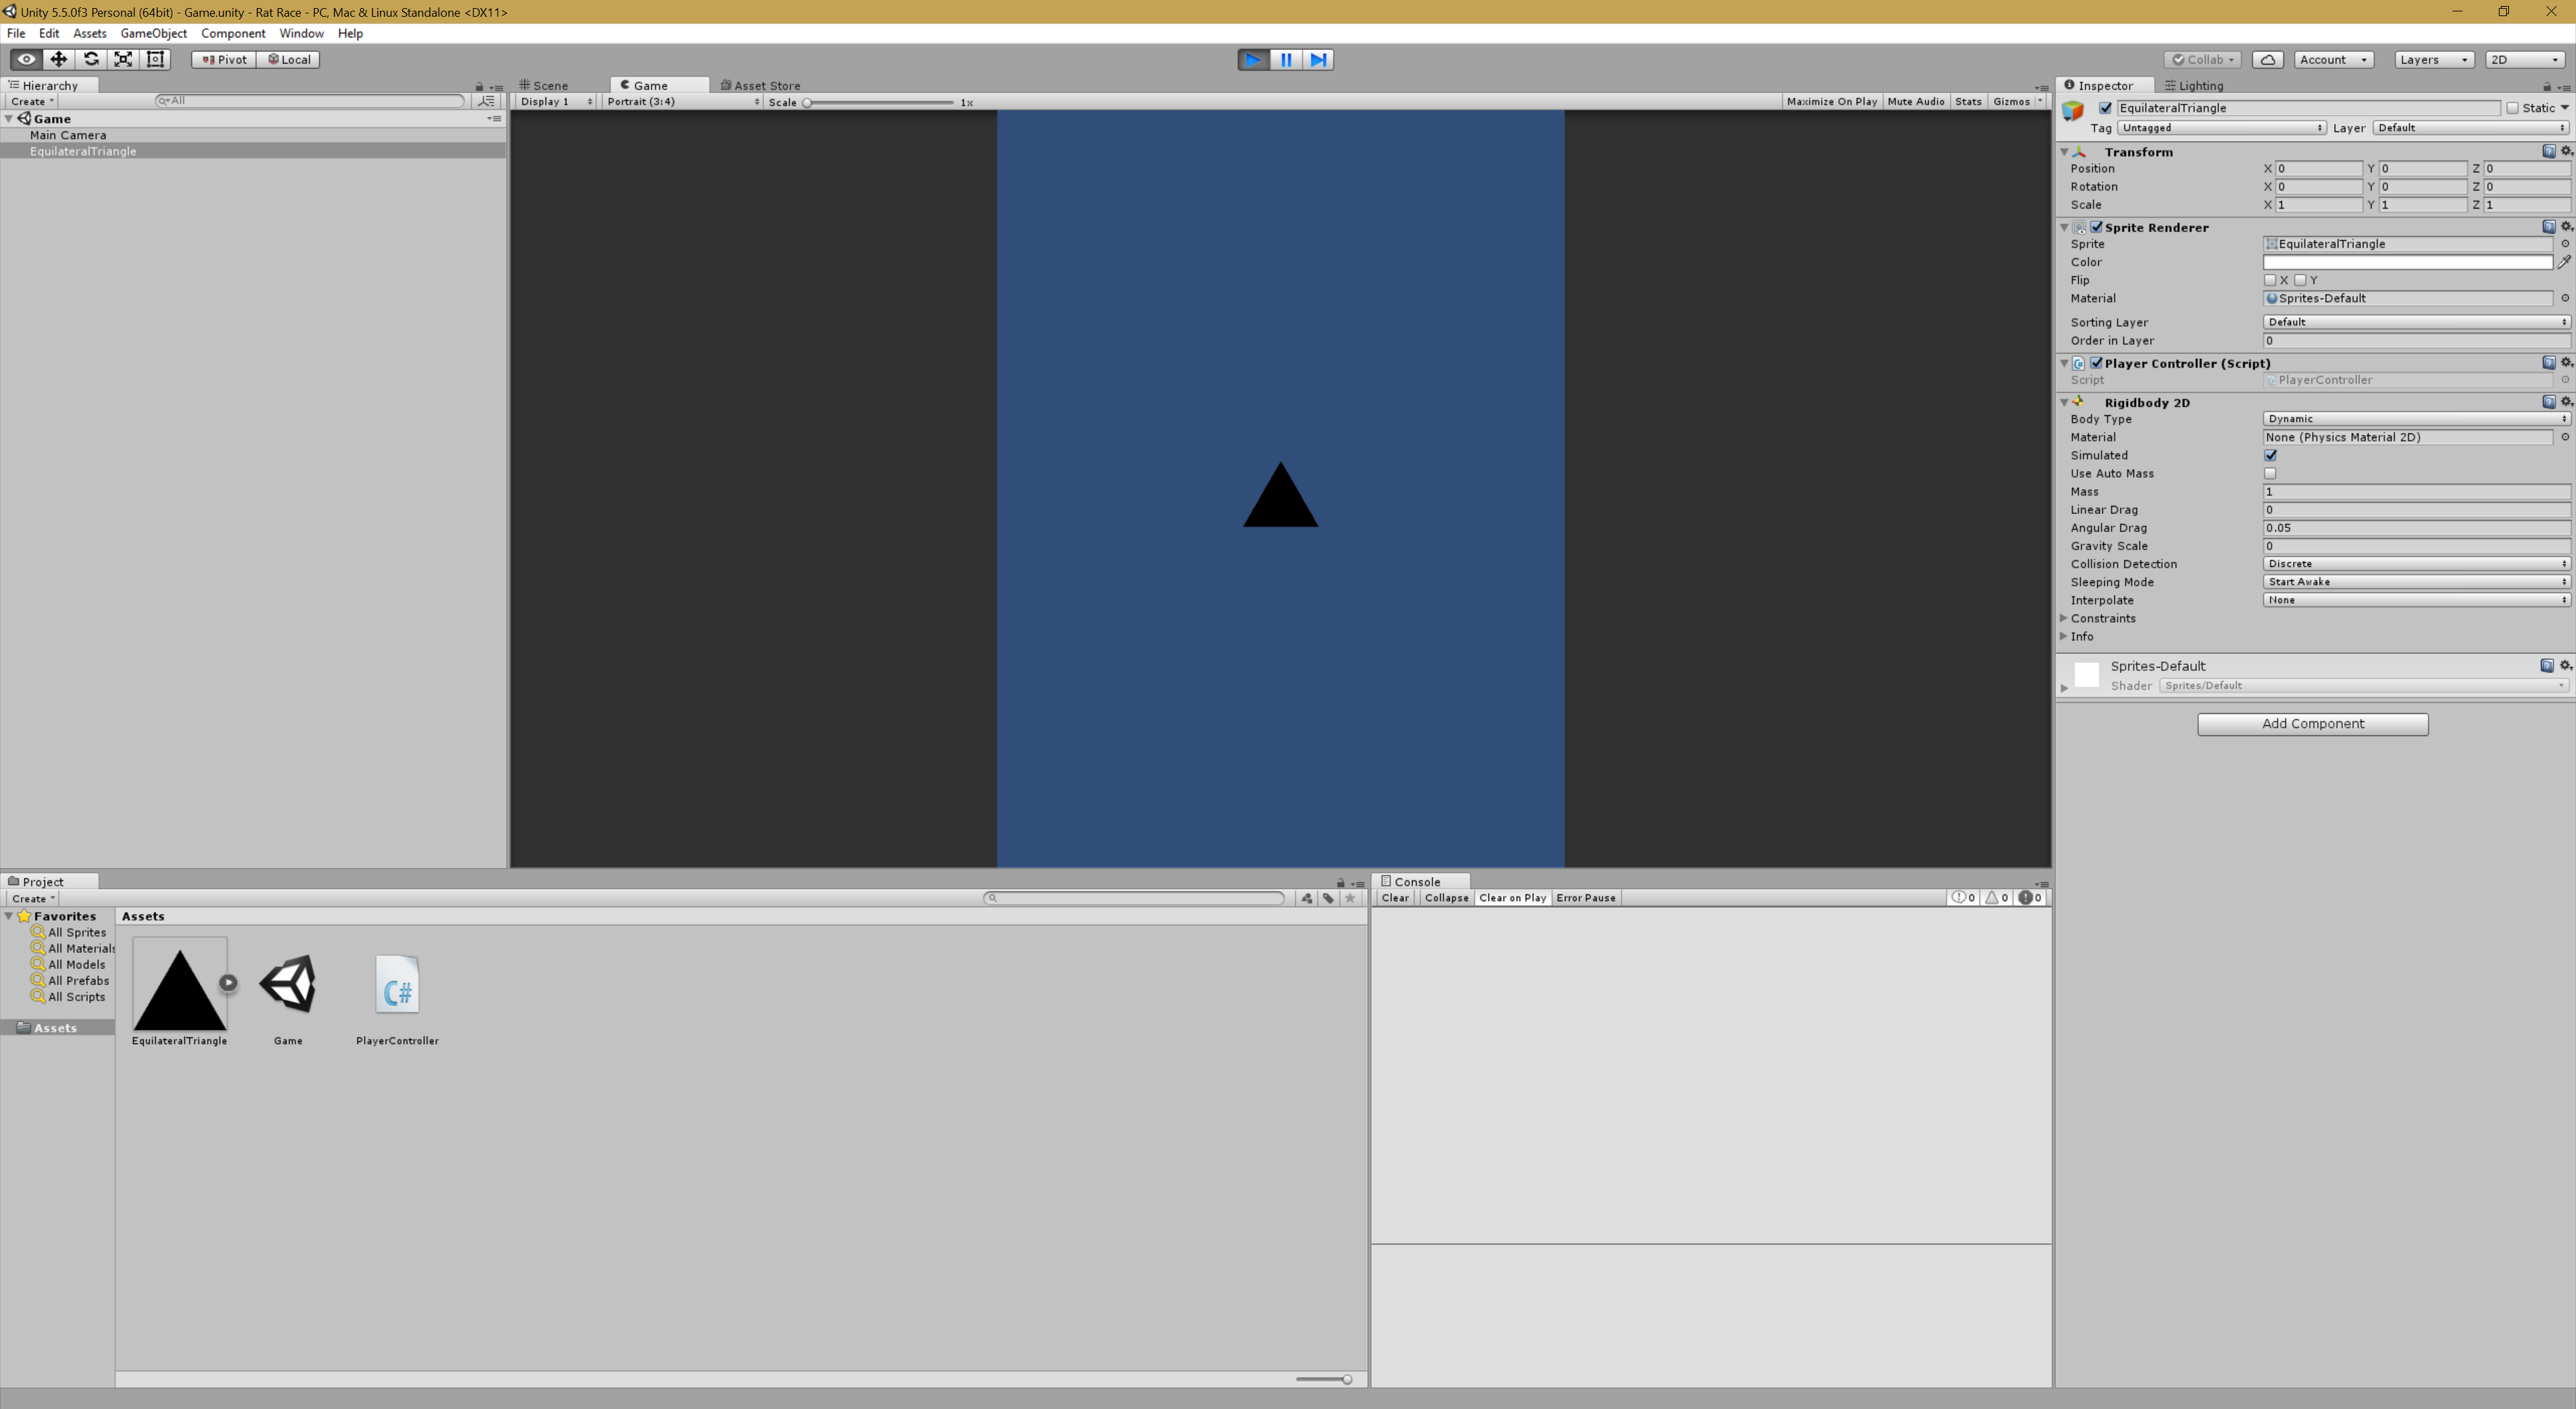 Unity 5.5.0f3 Personal (64bit) - Game.unity - Rat Race - PC, Mac & Linux Standalone <DX11>
File Edit Assets GameObject Component Window Help
Pivot Local Collab Account Layers 2D
Hierarchy
Create All
Game
Main Camera
EquilateralTriangle
Scene Game Asset Store
Display 1 Portrait (3:4) Scale 1x Maximize On Play Mute Audio Stats Gizmos
Inspector Lighting
EquilateralTriangle Static
Tag Untagged Layer Default
Transform
Position X 0 Y 0 Z 0
Rotation X 0 Y 0 Z 0
Scale X 1 Y 1 Z 1
Sprite Renderer
Sprite EquilateralTriangle
Color
Flip X Y
Material Sprites-Default
Sorting Layer Default
Order in Layer 0
Player Controller (Script)
Script PlayerController
Rigidbody 2D
Body Type Dynamic
Material None (Physics Material 2D)
Simulated
Use Auto Mass
Mass 1
Linear Drag 0
Angular Drag 0.05
Gravity Scale 0
Collision Detection Discrete
Sleeping Mode Start Awake
Interpolate None
Constraints
Info
Sprites-Default
Shader Sprites/Default
Add Component
Project
Create
Favorites
All Sprites
All Materials
All Models
All Prefabs
All Scripts
Assets
Assets
C#
EquilateralTriangle Game PlayerController
Console
Clear Collapse Clear on Play Error Pause 0 0 0